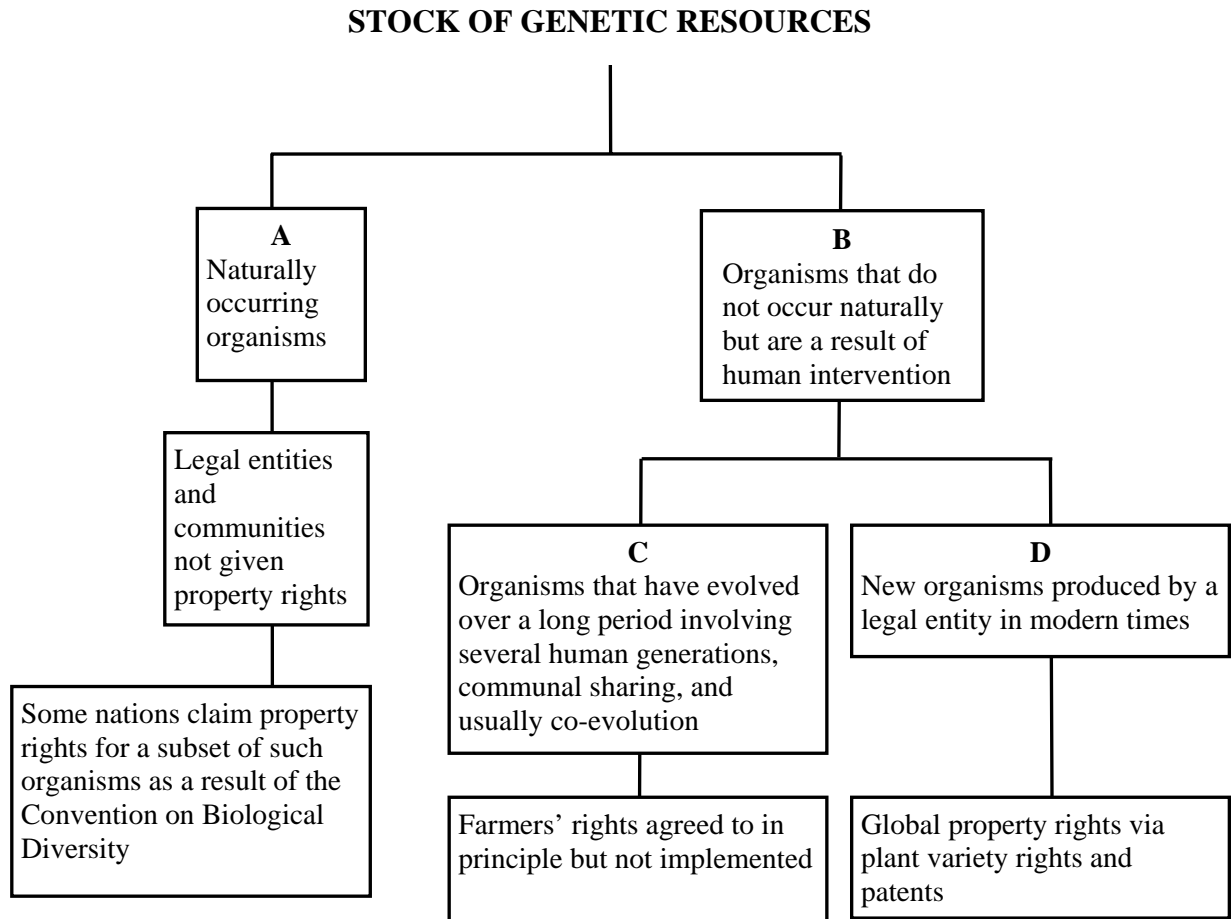 STOCK OF GENETIC RESOURCES
A
Naturally
occurring
organisms
B
Organisms that do
not occur naturally
but are a result of
human intervention
Legal entities
and
communities
not given
property rights
C
Organisms that have evolved
over a long period involving
several human generations,
communal sharing, and
usually co-evolution
D
New organisms produced by a
legal entity in modern times
Some nations claim property
rights for a subset of such
organisms as a result of the
Convention on Biological
Diversity
Farmers’ rights agreed to in
principle but not implemented
Global property rights via
plant variety rights and
patents